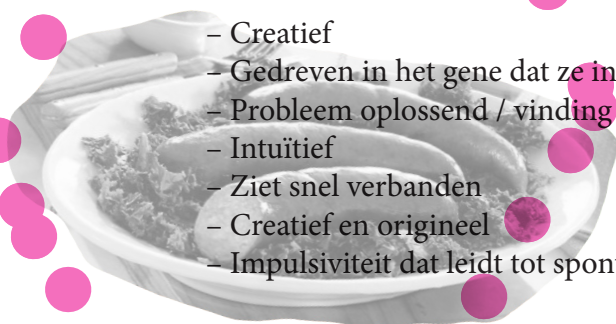 – Creatief
– Gedreven in het gene dat ze in
– Probleem oplossend / vinding
– Intuïtief
– Ziet snel verbanden
– Creatief en origineel
– Impulsiviteit dat leidt tot spon